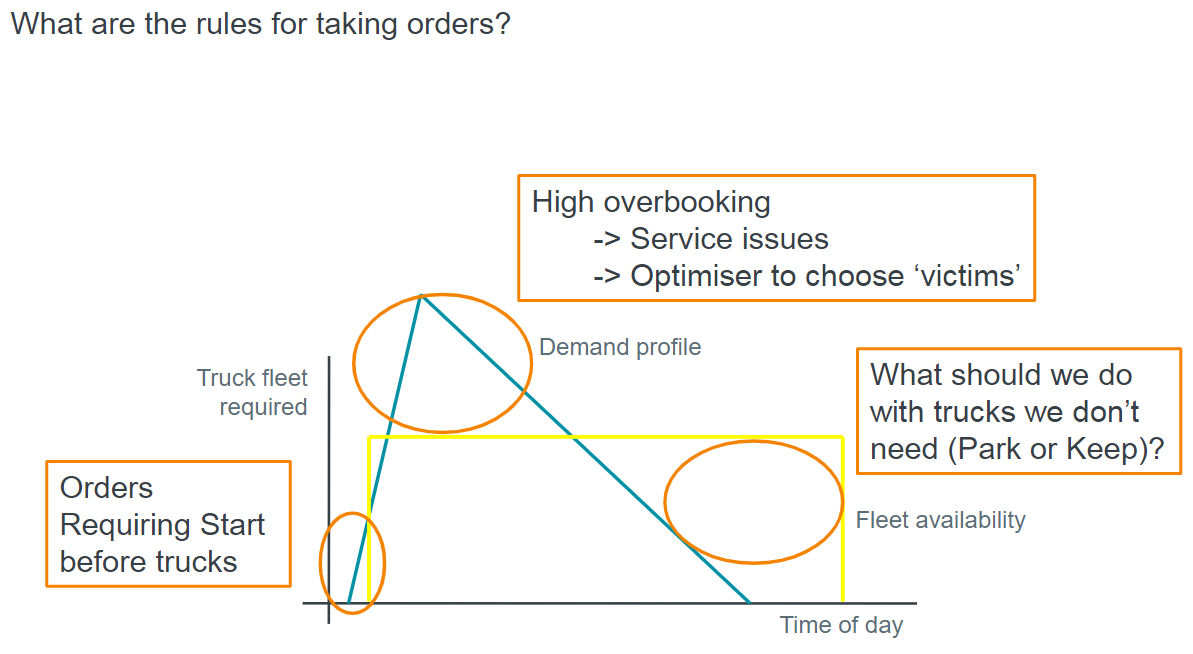 What are the rules for taking orders?
High overbooking
-> Service issues
-> Optimiser to choose ‘victims’
Demand profile
Truck fleet
required
What should we do
with trucks we don’t
need (Park or Keep)?
Orders
Requiring Start
before trucks
Fleet availability
Time of day